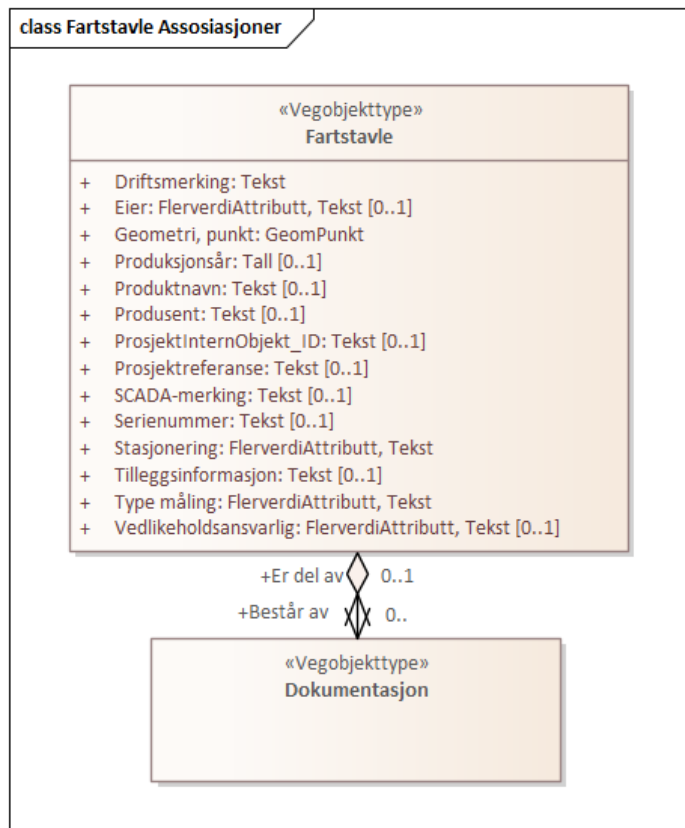 class Fartstavle Assosiasjoner
«Vegobjekttype»
Fartstavle
+ Driftsmerking: Tekst
+ Eier: FlerverdiAttributt, Tekst [0..1]
+ Geometri, punkt: GeomPunkt
+ Produksjonsår: Tall [0..1]
+ Produktnavn: Tekst [0..1]
+ Produsent: Tekst [0..1]
+ ProsjektInternObjekt_ID: Tekst [0..1]
+ Prosjektreferanse: Tekst [0..1]
+ SCADA-merking: Tekst [0..1]
+ Serienummer: Tekst [0..1]
+ Stasjonering: FlerverdiAttributt, Tekst
+ Tilleggsinformasjon: Tekst [0..1]
+ Type måling: FlerverdiAttributt, Tekst
+ Vedlikeholdsansvarlig: FlerverdiAttributt, Tekst [0..1]
+Er del av 0..1
+Består av 0..
«Vegobjekttype»
Dokumentasjon